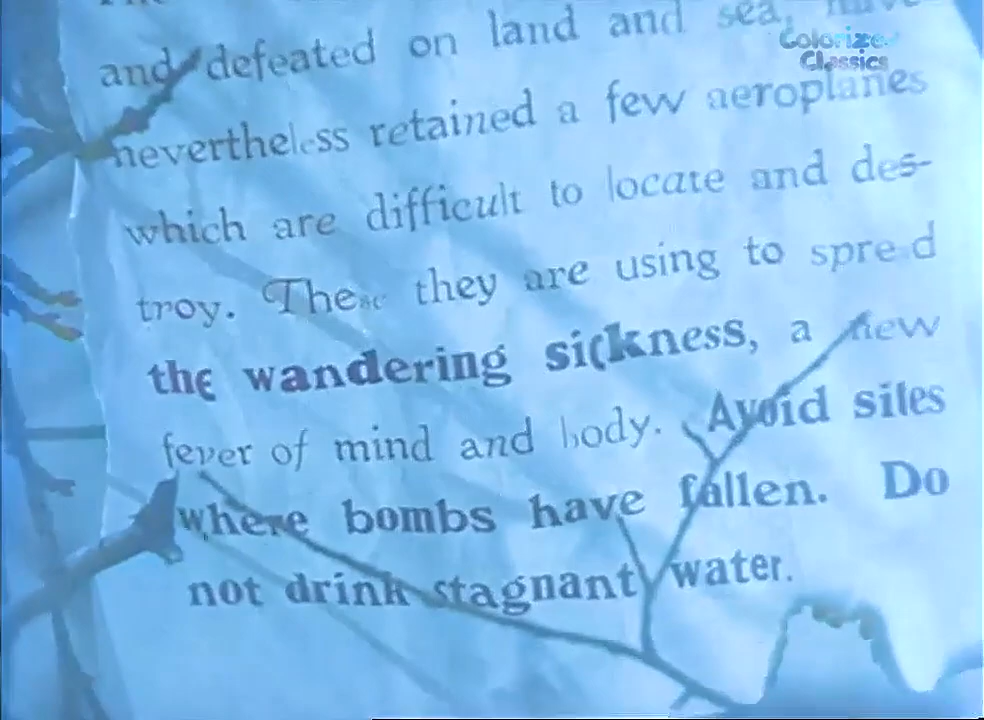 and defeated on land and sea, have
Colorized
Classics
nevertheless retained a few aeroplanes
which are difficult to locate and des-
troy. These they are using to spread
the wandering sickness, a new
fever of mind and body. Avoid sites
where bombs have fallen. Do
not drink stagnant water.